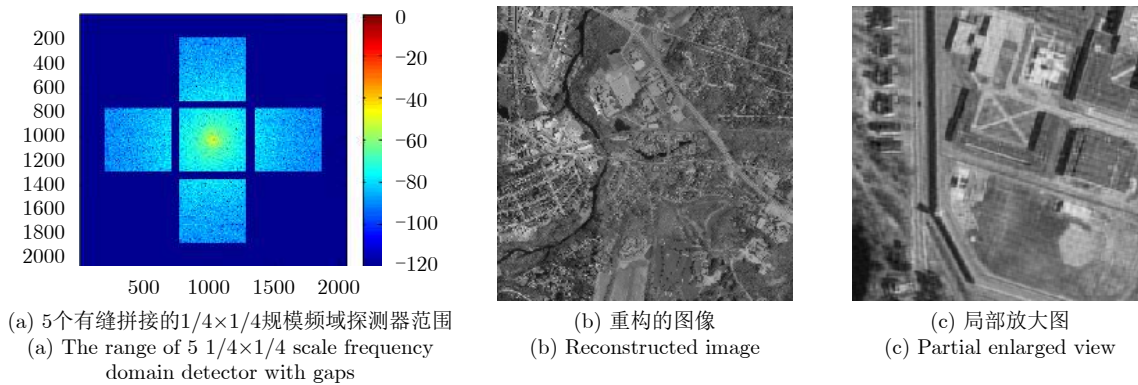 200
400
600
800
1000
1200
1400
1600
1800
2000
500 1000 1500 2000
0
−20
−40
−60
−80
−100
−120
(a) 5个有缝拼接的1/4×1/4规模频域探测器范围
(a) The range of 5 1/4×1/4 scale frequency
domain detector with gaps
(b) 重构的图像
(b) Reconstructed image
(c) 局部放大图
(c) Partial enlarged view